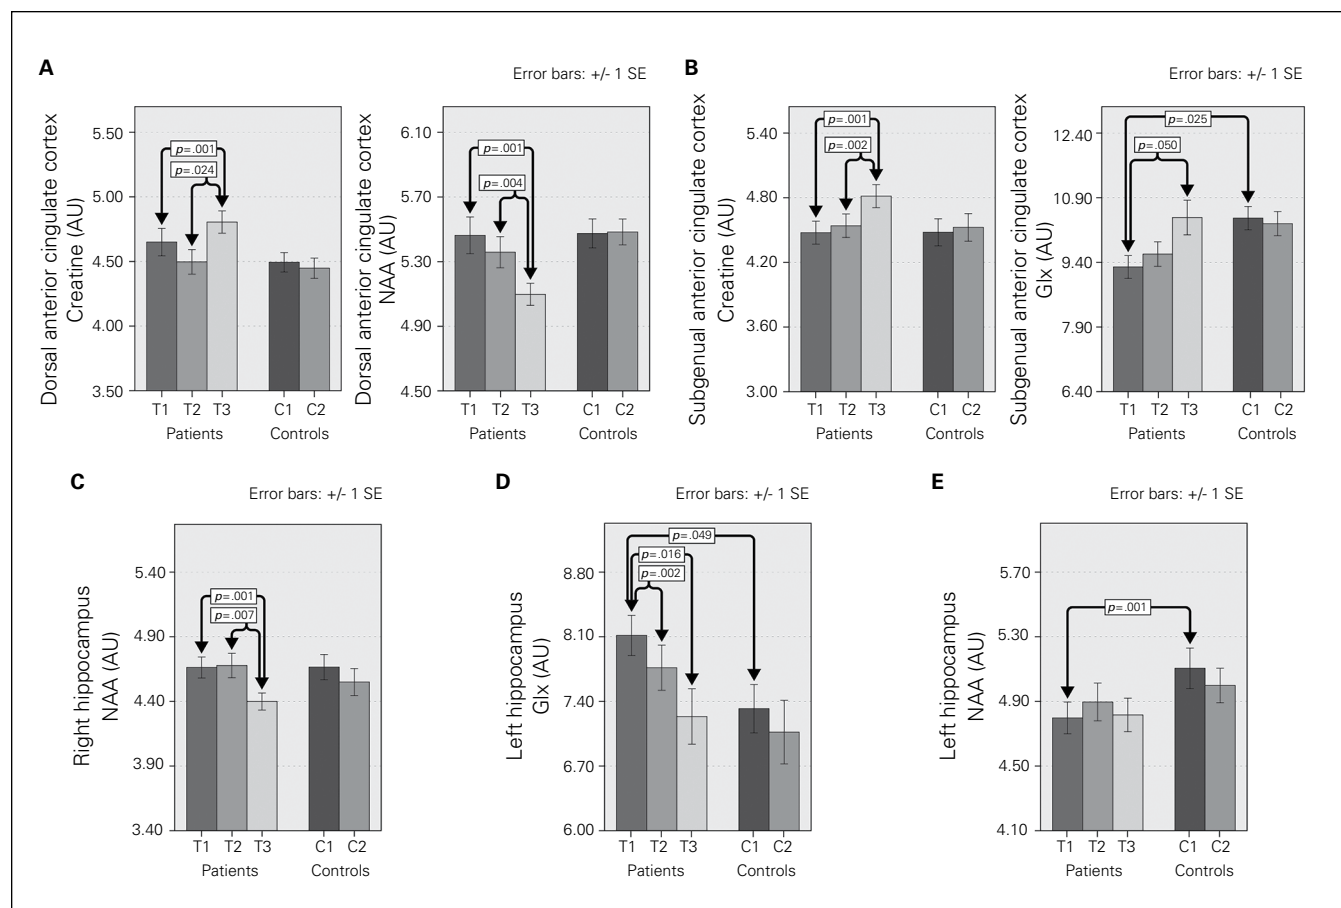 A
Error bars: +/- 1 SE
Dorsal anterior cingulate cortex
Creatine (AU)
5.50
5.00
4.50
4.00
3.50
p=.001
p=.024
T1 T2 T3 C1 C2
Patients Controls
Dorsal anterior cingulate cortex
NAA (AU)
6.10
5.70
5.30
4.90
4.50
p=.001
p=.004
T1 T2 T3 C1 C2
Patients Controls
B
Error bars: +/- 1 SE
Subgenual anterior cingulate cortex
Creatine (AU)
5.40
4.80
4.20
3.60
3.00
p=.001
p=.002
T1 T2 T3 C1 C2
Patients Controls
Subgenual anterior cingulate cortex
Glx (AU)
12.40
10.90
9.40
7.90
6.40
p=.025
p=.050
T1 T2 T3 C1 C2
Patients Controls
C
Error bars: +/- 1 SE
Right hippocampus
NAA (AU)
5.40
4.90
4.40
3.90
3.40
p=.001
p=.007
T1 T2 T3 C1 C2
Patients Controls
D
Error bars: +/- 1 SE
Left hippocampus
Glx (AU)
8.80
8.10
7.40
6.70
6.00
p=.049
p=.016
p=.002
T1 T2 T3 C1 C2
Patients Controls
E
Error bars: +/- 1 SE
Left hippocampus
NAA (AU)
5.70
5.30
4.90
4.50
4.10
p=.001
T1 T2 T3 C1 C2
Patients Controls